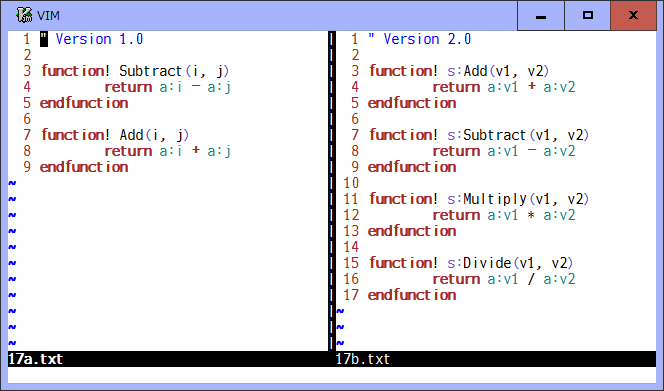 VIM
1 " Version 1.0
2
3 function! Subtract(i, j)
4 return a:i - a:j
5 endfunction
6
7 function! Add(i, j)
8 return a:i + a:j
9 endfunction
~
~
~
~
~
~
~
~
~
~
~
17a.txt
1 " Version 2.0
2
3 function! s:Add(v1, v2)
4 return a:v1 + a:v2
5 endfunction
6
7 function! s:Subtract(v1, v2)
8 return a:v1 - a:v2
9 endfunction
10
11 function! s:Multiply(v1, v2)
12 return a:v1 * a:v2
13 endfunction
14
15 function! s:Divide(v1, v2)
16 return a:v1 / a:v2
17 endfunction
~
~
~
17b.txt